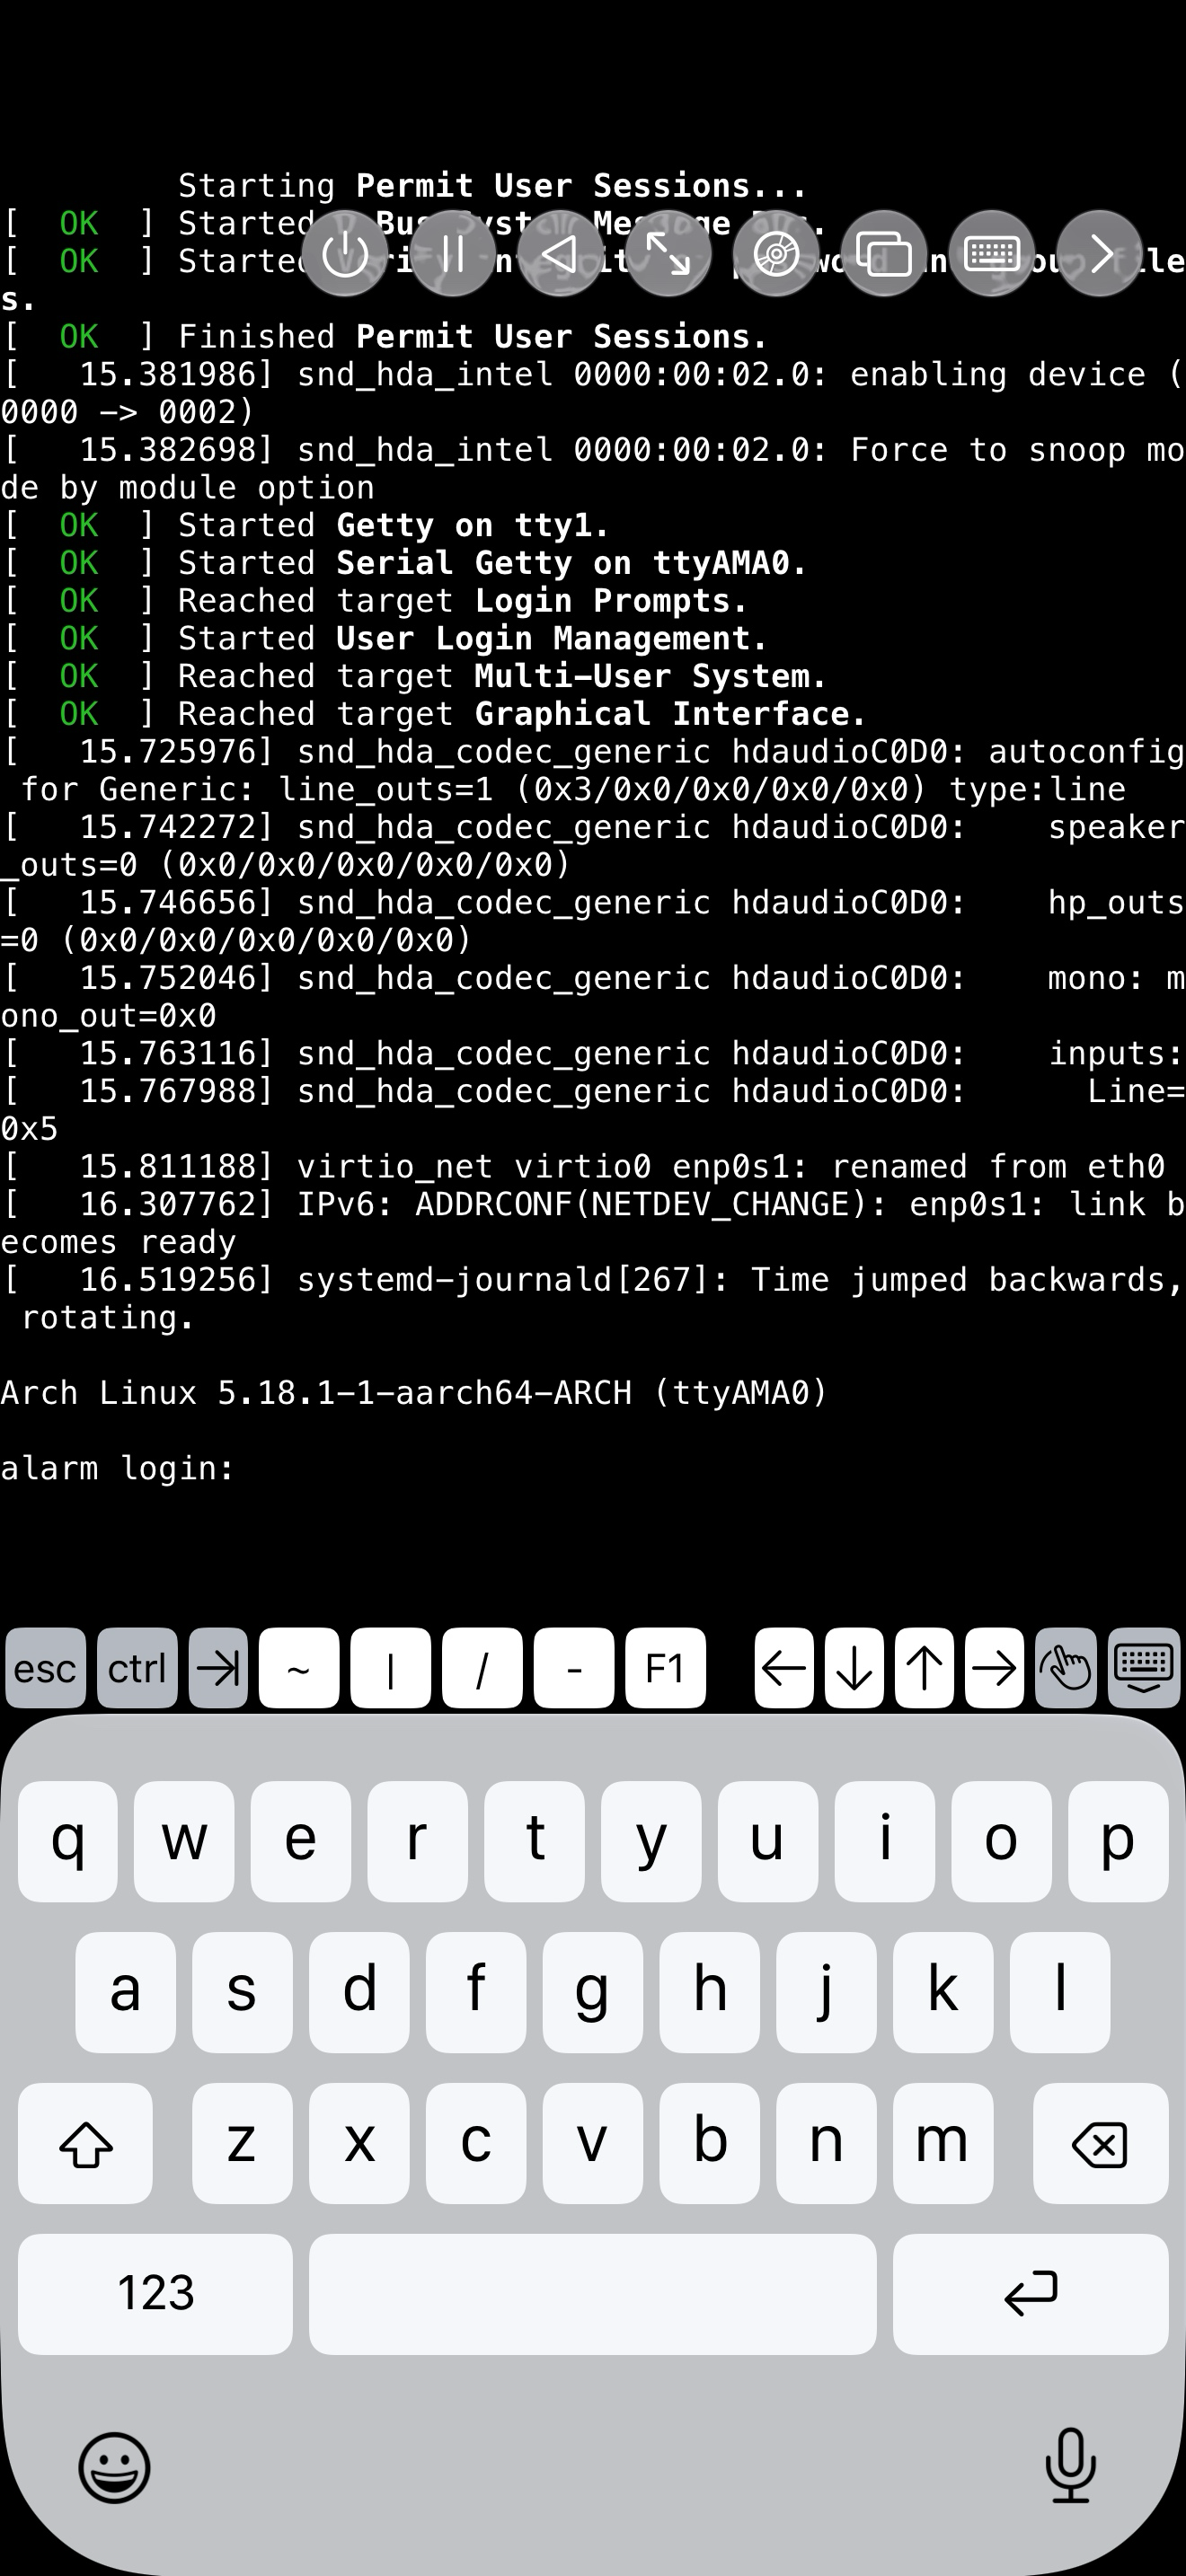 Starting Permit User Sessions...
[  OK  ] Started
[  OK  ] Started
s.
[  OK  ] Finished Permit User Sessions.
[   15.381986] snd_hda_intel 0000:00:02.0: enabling device (
0000 -> 0002)
[   15.382698] snd_hda_intel 0000:00:02.0: Force to snoop mo
de by module option
[  OK  ] Started Getty on tty1.
[  OK  ] Started Serial Getty on ttyAMA0.
[  OK  ] Reached target Login Prompts.
[  OK  ] Started User Login Management.
[  OK  ] Reached target Multi-User System.
[  OK  ] Reached target Graphical Interface.
[   15.725976] snd_hda_codec_generic hdaudioC0D0: autoconfig
 for Generic: line_outs=1 (0x3/0x0/0x0/0x0/0x0) type:line
[   15.742272] snd_hda_codec_generic hdaudioC0D0:    speaker
_outs=0 (0x0/0x0/0x0/0x0/0x0)
[   15.746656] snd_hda_codec_generic hdaudioC0D0:    hp_outs
=0 (0x0/0x0/0x0/0x0/0x0)
[   15.752046] snd_hda_codec_generic hdaudioC0D0:    mono: m
ono_out=0x0
[   15.763116] snd_hda_codec_generic hdaudioC0D0:    inputs:
[   15.767988] snd_hda_codec_generic hdaudioC0D0:      Line=
0x5
[   15.811188] virtio_net virtio0 enp0s1: renamed from eth0
[   16.307762] IPv6: ADDRCONF(NETDEV_CHANGE): enp0s1: link b
ecomes ready
[   16.519256] systemd-journald[267]: Time jumped backwards,
 rotating.
Arch Linux 5.18.1-1-aarch64-ARCH (ttyAMA0)
alarm login:
esc ctrl ~ | / - F1
q w e r t y u i o p
a s d f g h j k l
z x c v b n m
123